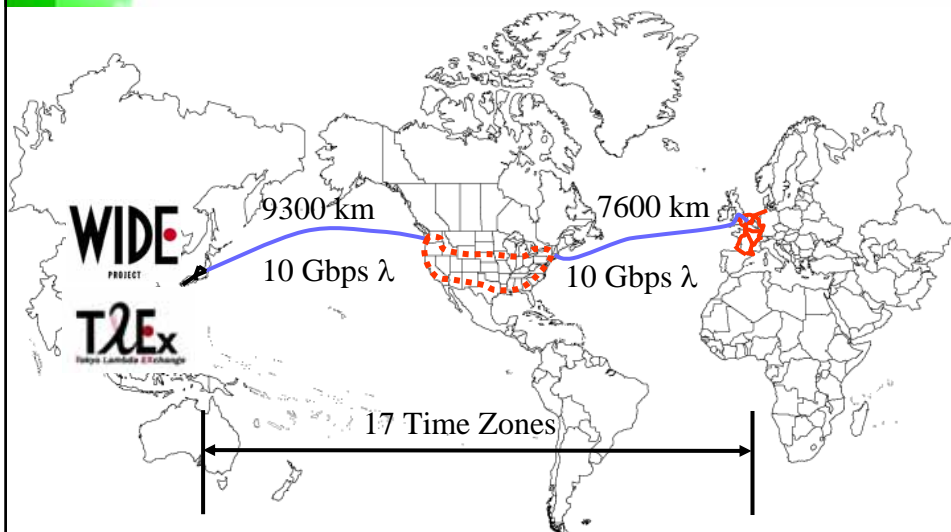 9300 km
7600 km
WIDE
PROJECT
10 Gbps λ
10 Gbps λ
TλEx
Tokyo Lambda EXchange
17 Time Zones